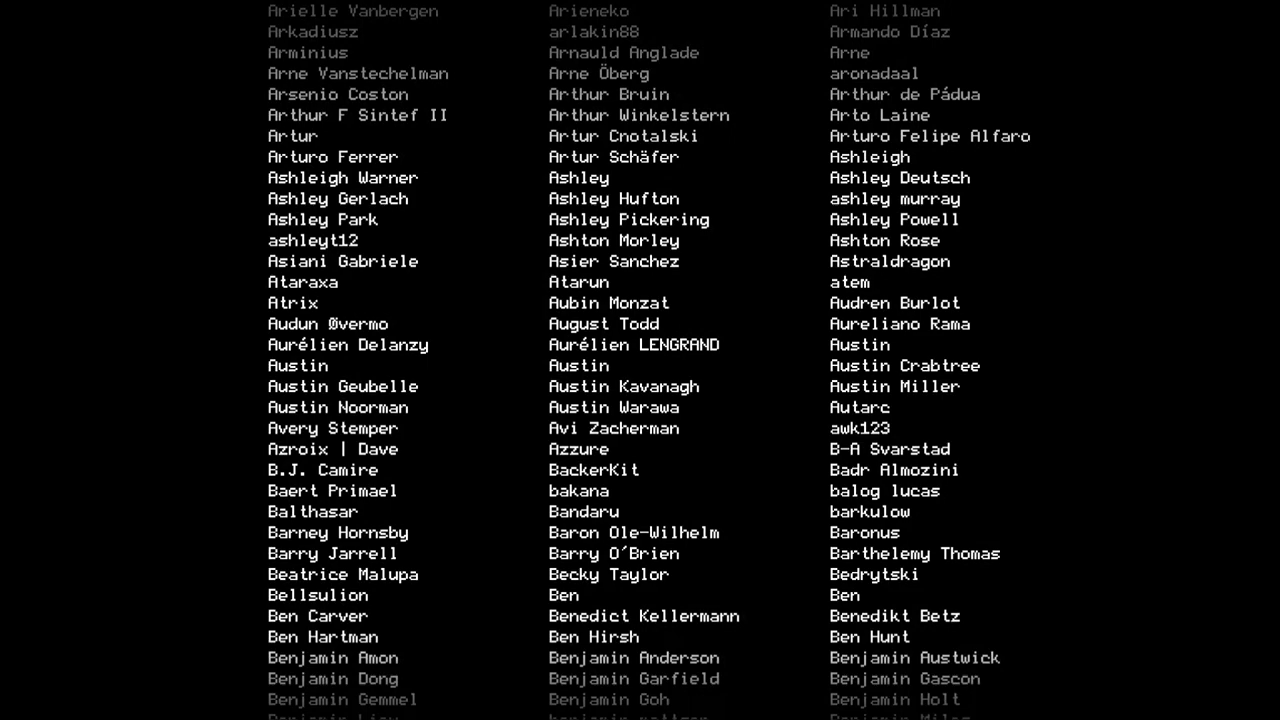 Arielle Vanbergen Arieneko Ari Hillman
Arkadiusz arlakin88 Armando Díaz
Arminius Arnauld Anglade Arne
Arne Vanstechelman Arne Öberg aronadaal
Arsenio Coston Arthur Bruin Arthur de Pádua
Arthur F Sintef II Arthur Winkelstern Arto Laine
Artur Artur Cnotalski Arturo Felipe Alfaro
Arturo Ferrer Artur Schäfer Ashleigh
Ashleigh Warner Ashley Ashley Deutsch
Ashley Gerlach Ashley Hufton ashley murray
Ashley Park Ashley Pickering Ashley Powell
ashleyt12 Ashton Morley Ashton Rose
Asiani Gabriele Asier Sanchez Astraldragon
Ataraxa Atarun atem
Atrix Aubin Monzat Audren Burlot
Audun Øvermo August Todd Aureliano Rama
Aurélien Delanzy Aurélien LENGRAND Austin
Austin Austin Austin Crabtree
Austin Geubelle Austin Kavanagh Austin Miller
Austin Noorman Austin Warawa Autarc
Avery Stemper Avi Zacherman awk123
Azroix | Dave Azzure B-A Svarstad
B.J. Camire BackerKit Badr Almozini
Baert Primael bakana balog lucas
Balthasar Bandaru barkulow
Barney Hornsby Baron Ole-Wilhelm Baronus
Barry Jarrell Barry O´Brien Barthelemy Thomas
Beatrice Malupa Becky Taylor Bedrytski
Bellsulion Ben Ben
Ben Carver Benedict Kellermann Benedikt Betz
Ben Hartman Ben Hirsh Ben Hunt
Benjamin Amon Benjamin Anderson Benjamin Austwick
Benjamin Dong Benjamin Garfield Benjamin Gascon
Benjamin Gemmel Benjamin Goh Benjamin Holt
Benjamin benjamin Benjamin